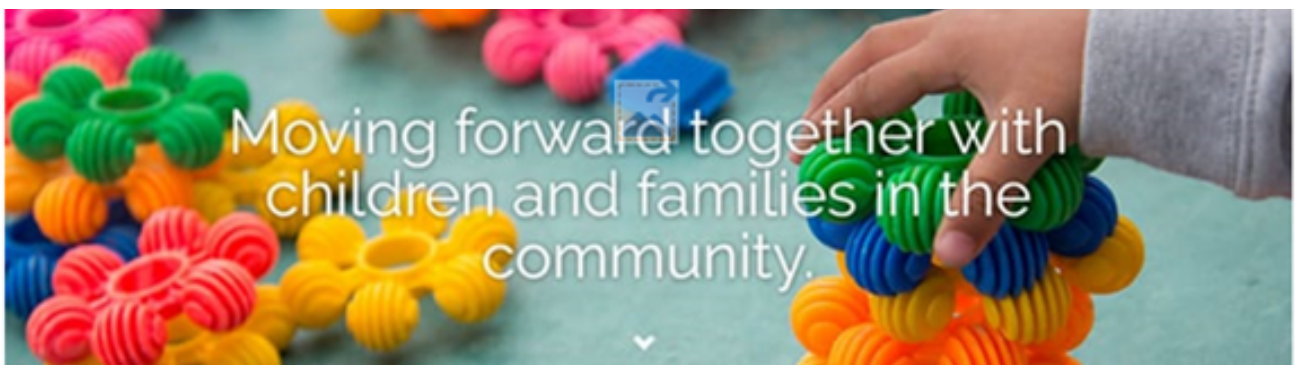 Moving forward together with
children and families in the
community.